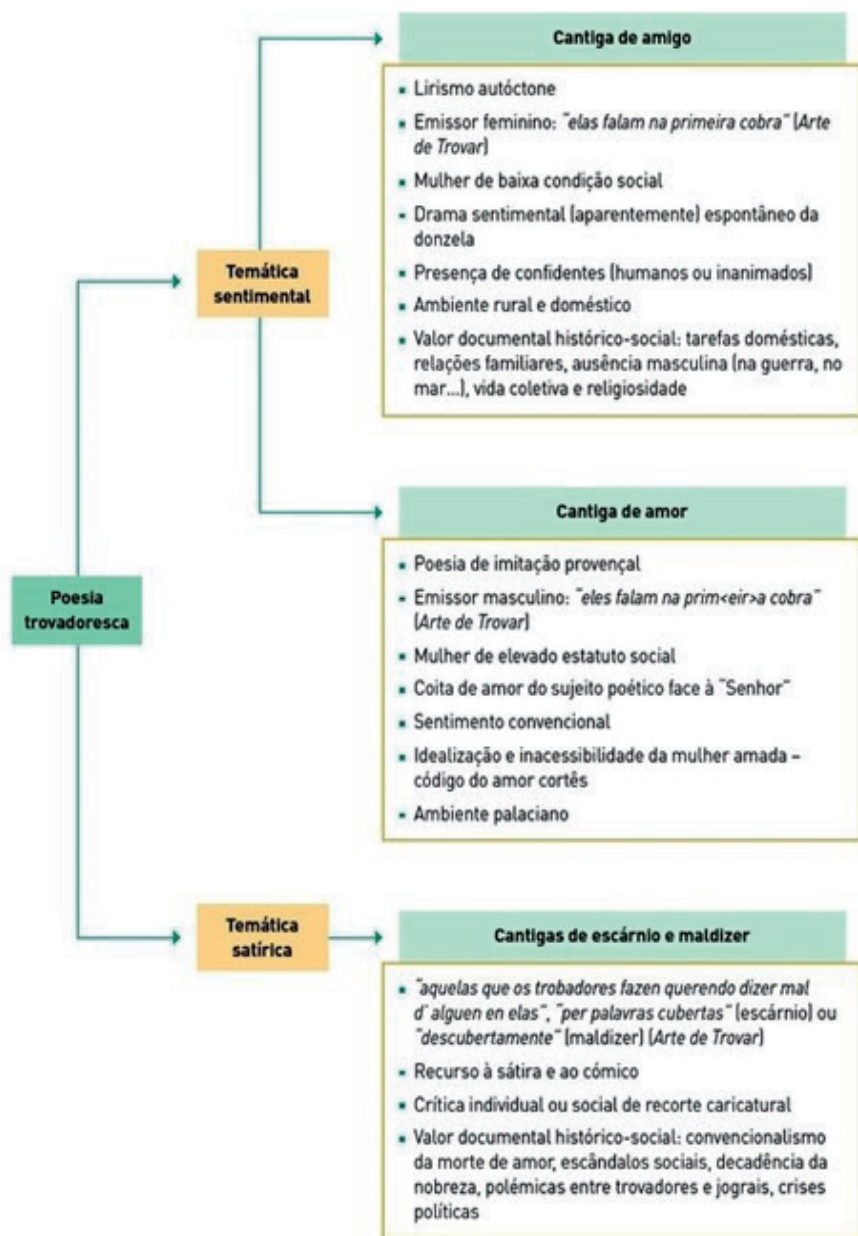 Cantiga de amigo
▪ Lirismo autóctone
▪ Emissor feminino: "elas falam na primeira cobra" (Arte
de Trovar)
▪ Mulher de baixa condição social
▪ Drama sentimental (aparentemente) espontâneo da
donzela
▪ Presença de confidentes (humanos ou inanimados)
▪ Ambiente rural e doméstico
▪ Valor documental histórico-social: tarefas domésticas,
relações familiares, ausência masculina (na guerra, no
mar...), vida coletiva e religiosidade
Temática
sentimental
Cantiga de amor
▪ Poesia de imitação provençal
▪ Emissor masculino: "eles falam na prim<eir>a cobra"
(Arte de Trovar)
▪ Mulher de elevado estatuto social
▪ Coita de amor do sujeito poético face à "Senhor"
▪ Sentimento convencional
▪ Idealização e inacessibilidade da mulher amada –
código do amor cortês
▪ Ambiente palaciano
Poesia
trovadoresca
Temática
satírica
Cantigas de escárnio e maldizer
▪ "aquelas que os trobadores fazen querendo dizer mal
d' alguen en elas", "per palavras cubertas" (escárnio) ou
"descubertamente" (maldizer) (Arte de Trovar)
▪ Recurso à sátira e ao cómico
▪ Crítica individual ou social de recorte caricatural
▪ Valor documental histórico-social: convencionalismo
da morte de amor, escândalos sociais, decadência da
nobreza, polémicas entre trovadores e jograis, crises
políticas